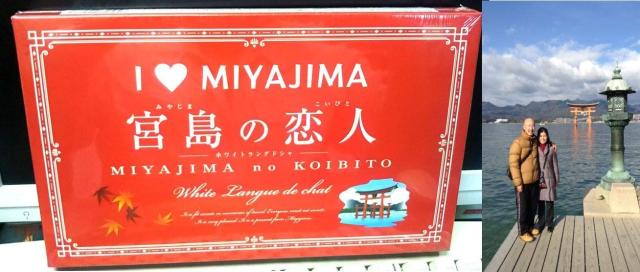 I ♥ MIYAJIMA
みやじま こいびと
宮島の恋人
ホワイトラングドシャ
MIYAJIMA no KOIBITO
White Langue de chat